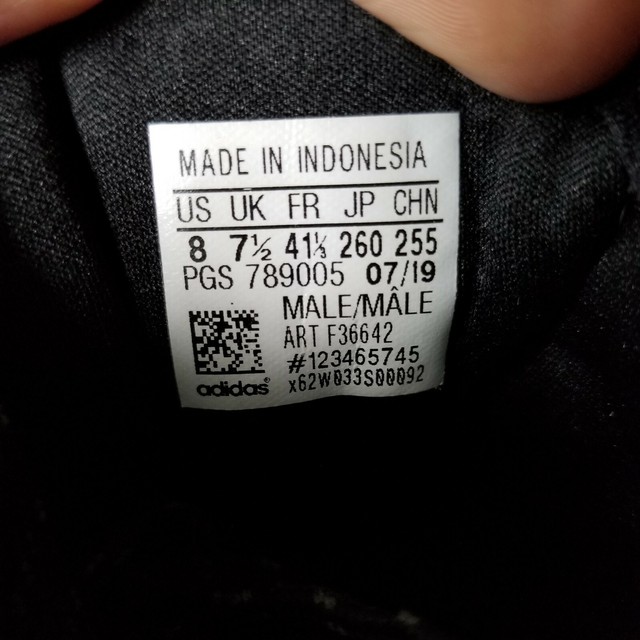 MADE IN INDONESIA
US UK FR JP CHN
8 7½ 41⅓ 260 255
PGS 789005 07/19
MALE/MÂLE
ART F36642
#123465745
adidas x62W033S00092